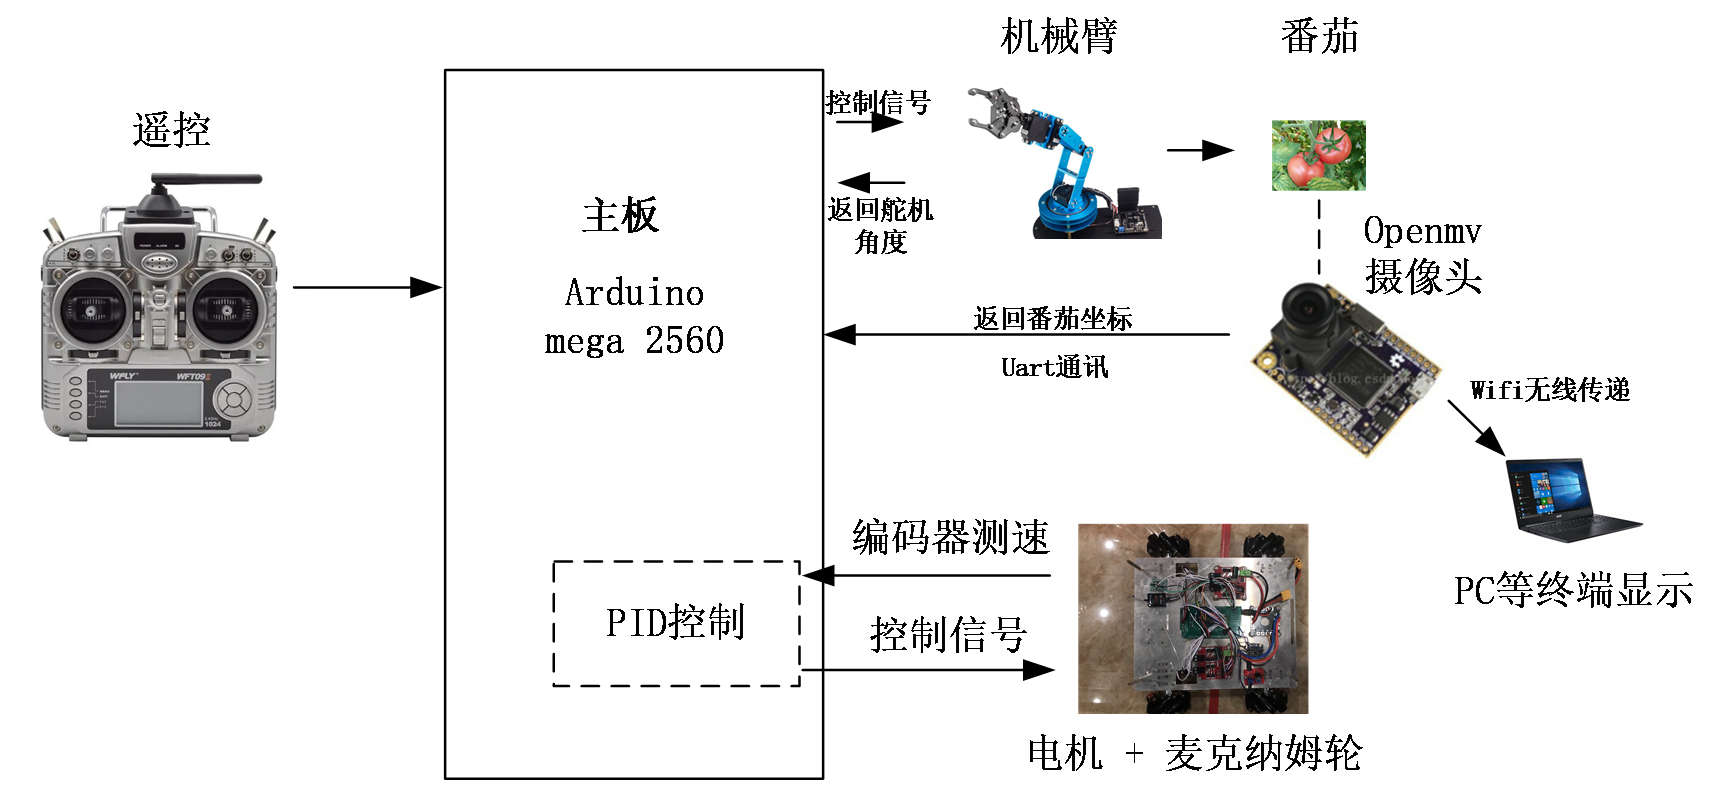 机械臂
番茄
遥控
控制信号
返回舵机
角度
主板
Arduino
mega 2560
Openmv
摄像头
返回番茄坐标
Uart通讯
WFLY
WFT09
1024
Wifi无线传递
编码器测速
PID控制
控制信号
PC等终端显示
电机 + 麦克纳姆轮